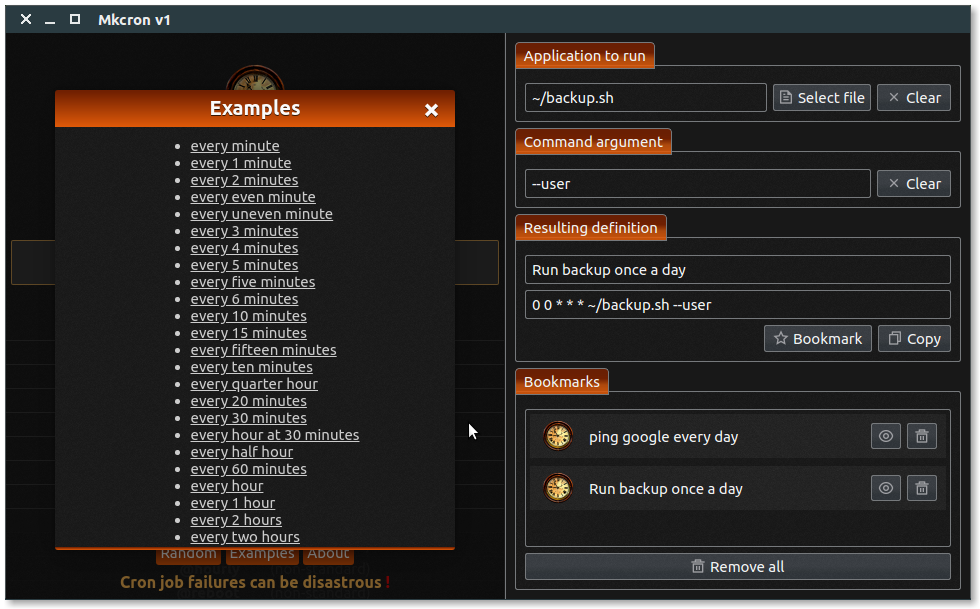 Mkcron v1
Examples
every minute
every 1 minute
every 2 minutes
every even minute
every uneven minute
every 3 minutes
every 4 minutes
every 5 minutes
every five minutes
every 6 minutes
every 10 minutes
every 15 minutes
every fifteen minutes
every ten minutes
every quarter hour
every 20 minutes
every 30 minutes
every hour at 30 minutes
every half hour
every 60 minutes
every hour
every 1 hour
every 2 hours
every two hours
Random Examples About
Cron job failures can be disastrous !
Application to run
~/backup.sh Select file Clear
Command argument
--user Clear
Resulting definition
Run backup once a day
0 0 * * * ~/backup.sh --user
Bookmark Copy
Bookmarks
ping google every day
Run backup once a day
Remove all